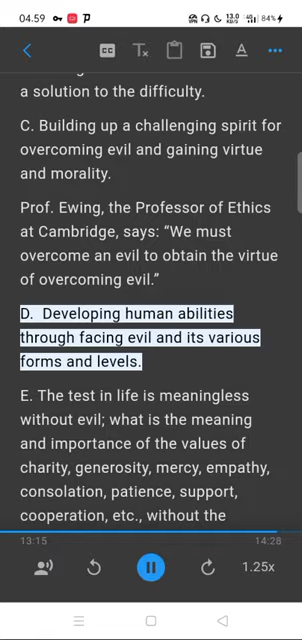 04.59
13.0
KB/S
84%
CC
a solution to the difficulty.
C. Building up a challenging spirit for
overcoming evil and gaining virtue
and morality.
Prof. Ewing, the Professor of Ethics
at Cambridge, says: “We must
overcome an evil to obtain the virtue
of overcoming evil.”
D. Developing human abilities
through facing evil and its various
forms and levels.
E. The test in life is meaningless
without evil; what is the meaning
and importance of the values of
charity, generosity, mercy, empathy,
consolation, patience, support,
cooperation, etc., without the
13:15
14:28
1.25x